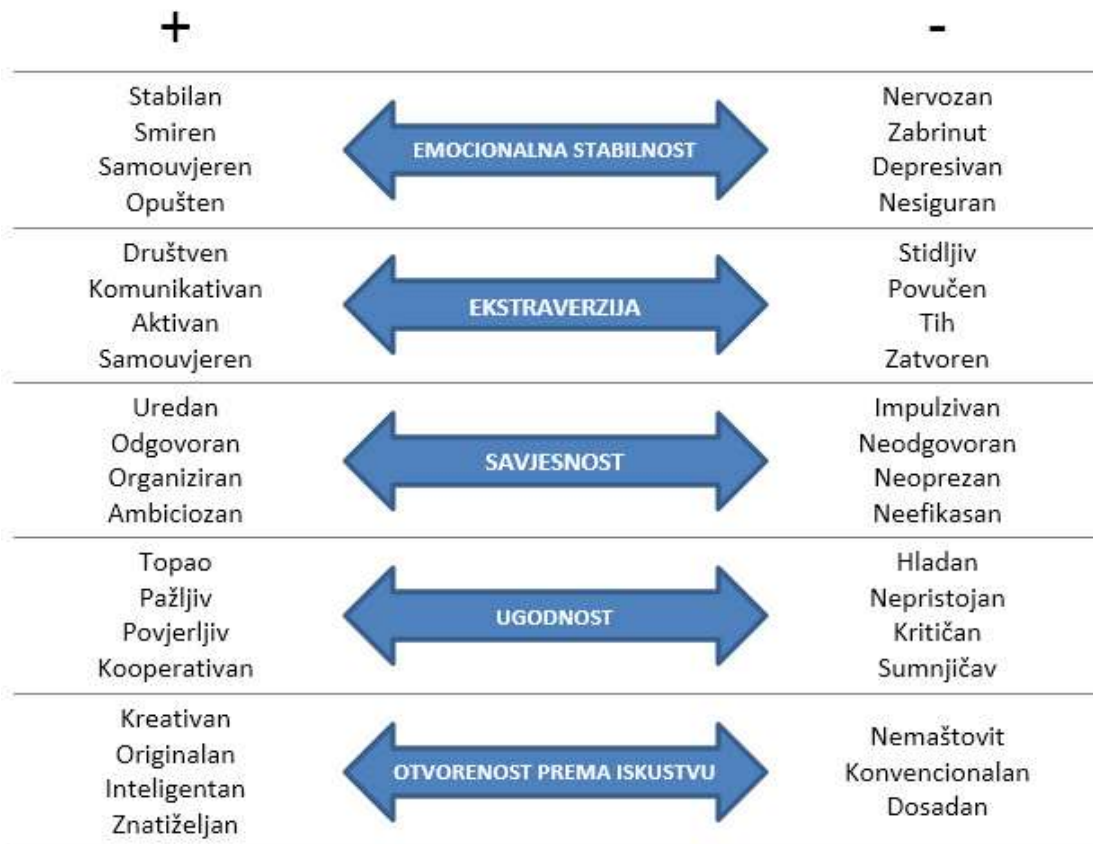 +
-
Stabilan
Smiren
Samouvjeren
Opušten
EMOCIONALNA STABILNOST
Nervozan
Zabrinut
Depresivan
Nesiguran
Društven
Komunikativan
Aktivan
Samouvjeren
EKSTRAVERZIJA
Stidljiv
Povučen
Tih
Zatvoren
Uredan
Odgovoran
Organiziran
Ambiciozan
SAVJESNOST
Impulzivan
Neodgovoran
Neoprezan
Neefikasan
Topao
Pažljiv
Povjerljiv
Kooperativan
UGODNOST
Hladan
Nepristojan
Kritičan
Sumnjičav
Kreativan
Originalan
Inteligentan
Znatiželjan
OTVORENOST PREMA ISKUSTVU
Nemaštovit
Konvencionalan
Dosadan